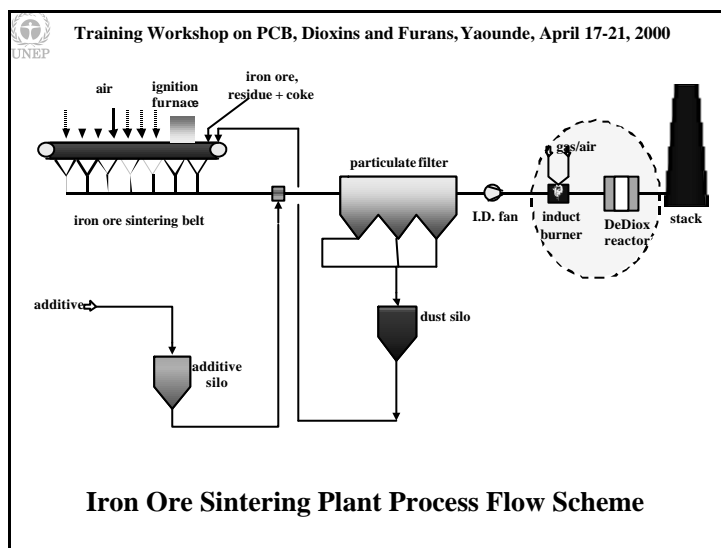 Training Workshop on PCB, Dioxins and Furans, Yaounde, April 17-21, 2000
UNEP
air
ignition
furnace
iron ore,
residue + coke
particulate filter
gas/air
iron ore sintering belt
I.D. fan
induct
burner
DeDiox
reactor
stack
additive
dust silo
additive
silo
Iron Ore Sintering Plant Process Flow Scheme